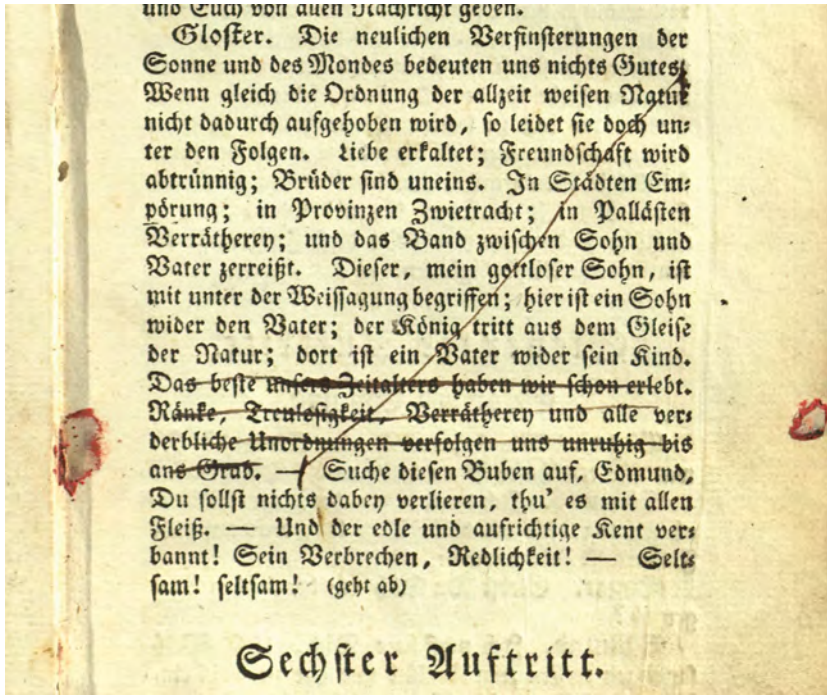 und Euch von allen Nachricht geben.
Gloster. Die neulichen Verfinsterungen der
Sonne und des Mondes bedeuten uns nichts Gutes.
Wenn gleich die Ordnung der allzeit weisen Natur
nicht dadurch aufgehoben wird, so leidet sie doch un⸗
ter den Folgen. Liebe erkaltet; Freundschaft wird
abtrünnig; Brüder sind uneins. In Städten Em⸗
pörung; in Provinzen Zwietracht; in Pallästen
Verrätherey; und das Band zwischen Sohn und
Vater zerreißt. Dieser, mein gottloser Sohn, ist
mit unter der Weissagung begriffen; hier ist ein Sohn
wider den Vater; der König tritt aus dem Gleise
der Natur; dort ist ein Vater wider sein Kind.
Das beste unsers Zeitalters haben wir schon erlebt.
Ränke, Treulosigkeit, Verrätherey und alle ver⸗
derbliche Unordnungen verfolgen uns unruhig bis
ans Grab. — Suche diesen Buben auf, Edmund,
Du sollst nichts dabey verlieren, thu' es mit allen
Fleiß. — Und der edle und aufrichtige Kent ver⸗
bannt! Sein Verbrechen, Redlichkeit! — Selt⸗
sam! seltsam! (geht ab)
Sechster Auftritt.